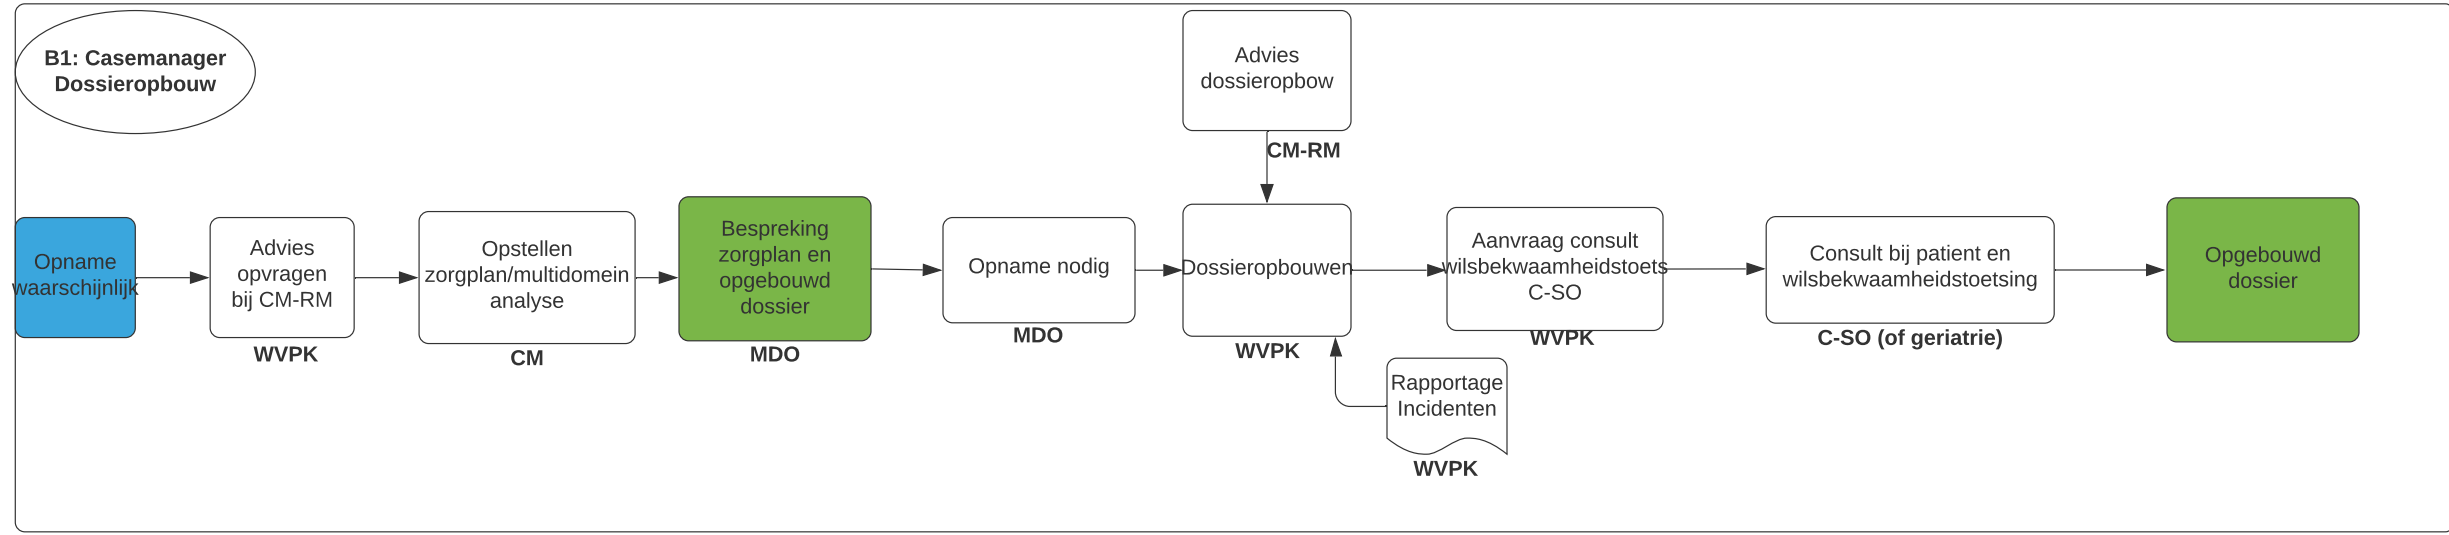 B1: Casemanager
Dossieropbouw
Advies
dossieropbow
CM-RM
Opname
waarschijnlijk
Advies
opvragen
bij CM-RM
WVPK
Opstellen
zorgplan/multidomein
analyse
CM
Bespreking
zorgplan en
opgebouwd
dossier
MDO
Opname nodig
MDO
Dossieropbouwen
WVPK
Aanvraag consult
wilsbekwaamheidstoets
C-SO
WVPK
Consult bij patient en
wilsbekwaamheidstoetsing
C-SO (of geriatrie)
Opgebouwd
dossier
Rapportage
Incidenten
WVPK